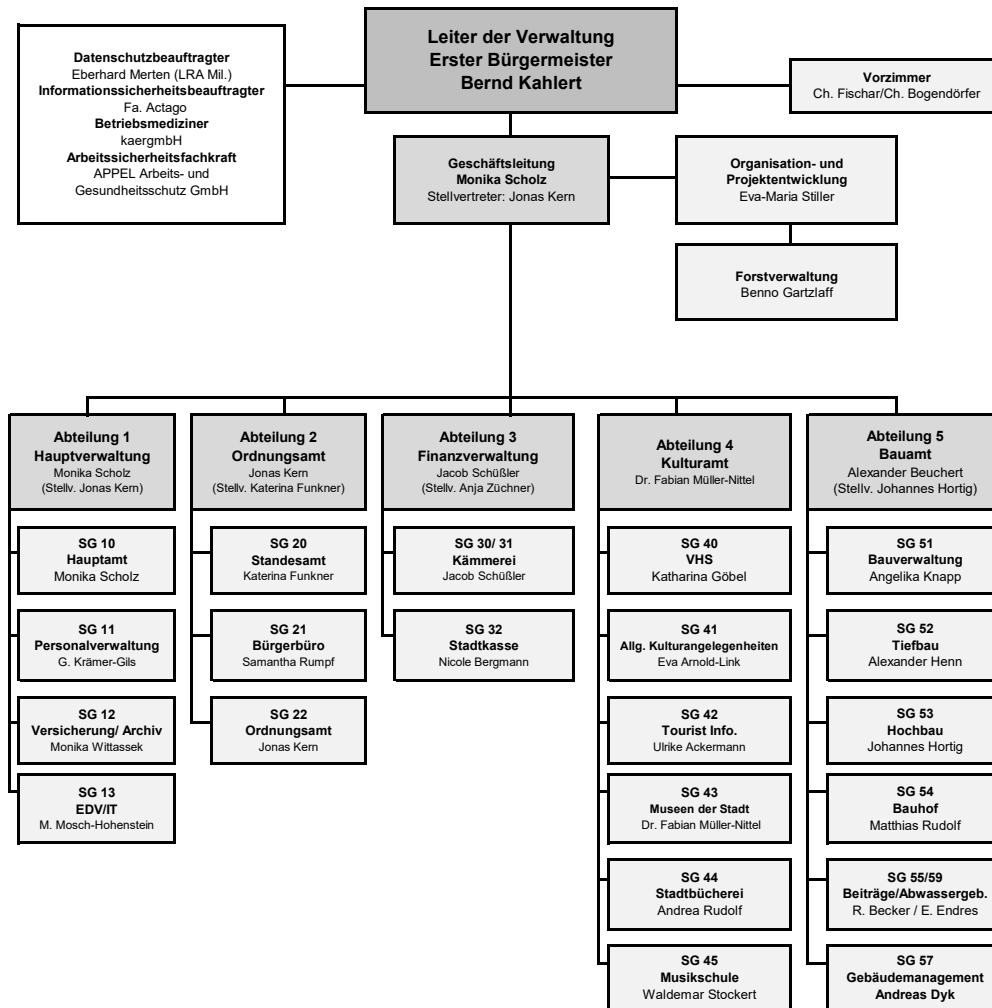 Datenschutzbeauftragter
Eberhard Merten (LRA Mil.)
Informationssicherheitsbeauftragter
Fa. Actago
Betriebsmediziner
kaergmbH
Arbeitssicherheitsfachkraft
APPEL Arbeits- und
Gesundheitsschutz GmbH
Leiter der Verwaltung
Erster Bürgermeister
Bernd Kahlert
Vorzimmer
Ch. Fischar/Ch. Bogendörfer
Geschäftsleitung
Monika Scholz
Stellvertreter: Jonas Kern
Organisation- und
Projektentwicklung
Eva-Maria Stiller
Forstverwaltung
Benno Gartzlaff
Abteilung 1
Hauptverwaltung
Monika Scholz
(Stellv. Jonas Kern)
SG 10
Hauptamt
Monika Scholz
SG 11
Personalverwaltung
G. Krämer-Gils
SG 12
Versicherung/ Archiv
Monika Wittassek
SG 13
EDV/IT
M. Mosch-Hohenstein
Abteilung 2
Ordnungsamt
Jonas Kern
(Stellv. Katerina Funkner)
SG 20
Standesamt
Katerina Funkner
SG 21
Bürgerbüro
Samantha Rumpf
SG 22
Ordnungsamt
Jonas Kern
Abteilung 3
Finanzverwaltung
Jacob Schüßler
(Stellv. Anja Züchner)
SG 30/ 31
Kämmerei
Jacob Schüßler
SG 32
Stadtkasse
Nicole Bergmann
Abteilung 4
Kulturamt
Dr. Fabian Müller-Nittel
SG 40
VHS
Katharina Göbel
SG 41
Allg. Kulturangelegenheiten
Eva Arnold-Link
SG 42
Tourist Info.
Ulrike Ackermann
SG 43
Museen der Stadt
Dr. Fabian Müller-Nittel
SG 44
Stadtbücherei
Andrea Rudolf
SG 45
Musikschule
Waldemar Stockert
Abteilung 5
Bauamt
Alexander Beuchert
(Stellv. Johannes Hortig)
SG 51
Bauverwaltung
Angelika Knapp
SG 52
Tiefbau
Alexander Henn
SG 53
Hochbau
Johannes Hortig
SG 54
Bauhof
Matthias Rudolf
SG 55/59
Beiträge/Abwassergeb.
R. Becker / E. Endres
SG 57
Gebäudemanagement
Andreas Dyk